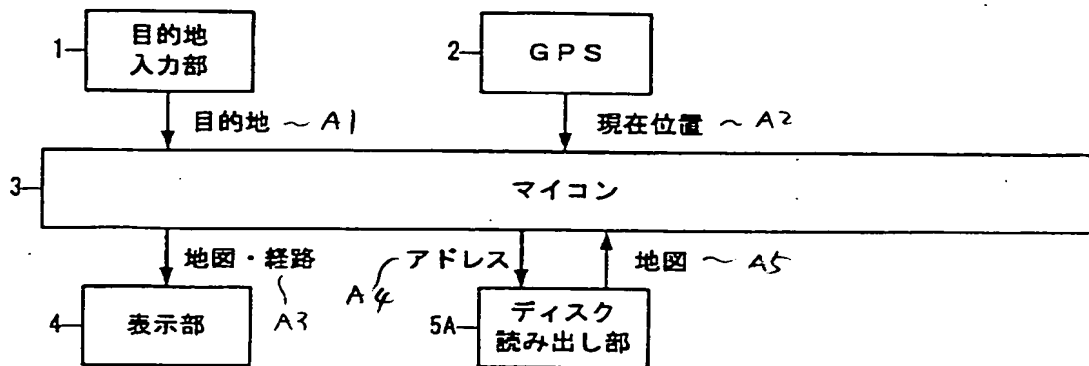 1 目的地
入力部
2 GPS
目的地 ~ A1
現在位置 ~ A2
3 マイコン
地図・経路
A3
A4
アドレス
地図 ~ A5
4 表示部
5A ディスク
読み出し部